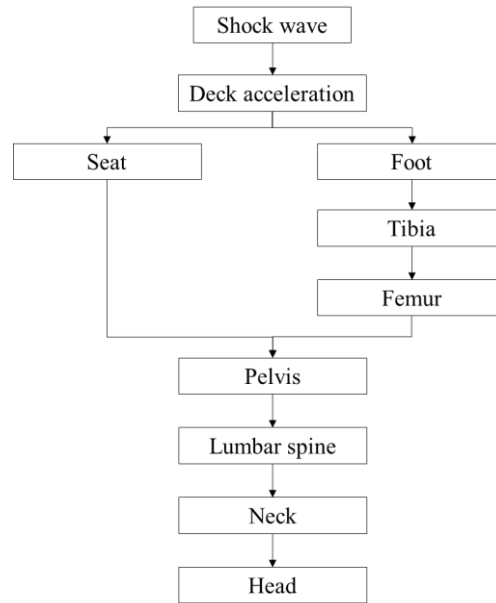 Shock wave
Deck acceleration
Seat
Foot
Tibia
Femur
Pelvis
Lumbar spine
Neck
Head